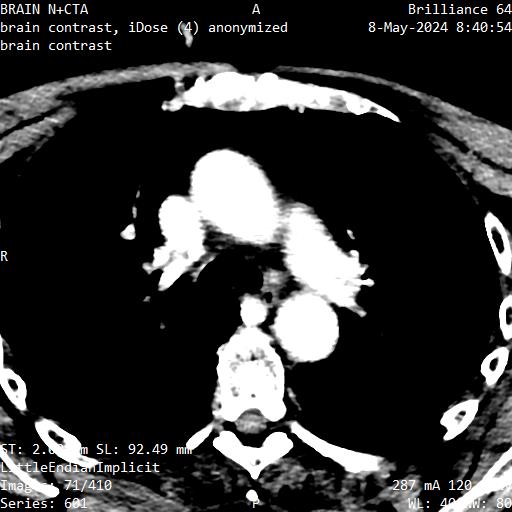 BRAIN N+CTA A Brilliance 64
brain contrast, iDose (4) anonymized 8-May-2024 8:40:54
brain contrast
R
SL: 92.49 mm
LittleEndianImplicit
71/410 287 mA 120
Series: 601 P WL: